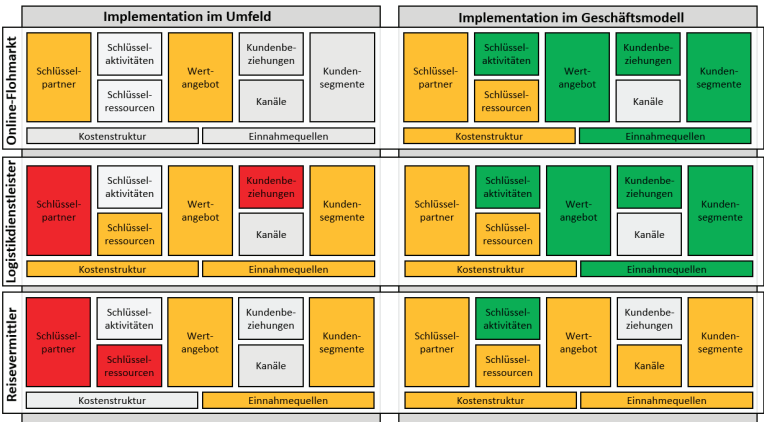 Implementation im Umfeld
Implementation im Geschäftsmodell
Online-Flohmarkt
Schlüssel-
partner
Schlüssel-
aktivitäten
Schlüssel-
ressourcen
Wert-
angebot
Kundenbe-
ziehungen
Kanäle
Kunden-
segmente
Kostenstruktur
Einnahmequellen
Schlüssel-
partner
Schlüssel-
aktivitäten
Schlüssel-
ressourcen
Wert-
angebot
Kundenbe-
ziehungen
Kanäle
Kunden-
segmente
Kostenstruktur
Einnahmequellen
Logistikdienstleister
Schlüssel-
partner
Schlüssel-
aktivitäten
Schlüssel-
ressourcen
Wert-
angebot
Kundenbe-
ziehungen
Kanäle
Kunden-
segmente
Kostenstruktur
Einnahmequellen
Schlüssel-
partner
Schlüssel-
aktivitäten
Schlüssel-
ressourcen
Wert-
angebot
Kundenbe-
ziehungen
Kanäle
Kunden-
segmente
Kostenstruktur
Einnahmequellen
Reisevermittler
Schlüssel-
partner
Schlüssel-
aktivitäten
Schlüssel-
ressourcen
Wert-
angebot
Kundenbe-
ziehungen
Kanäle
Kunden-
segmente
Kostenstruktur
Einnahmequellen
Schlüssel-
partner
Schlüssel-
aktivitäten
Schlüssel-
ressourcen
Wert-
angebot
Kundenbe-
ziehungen
Kanäle
Kunden-
segmente
Kostenstruktur
Einnahmequellen